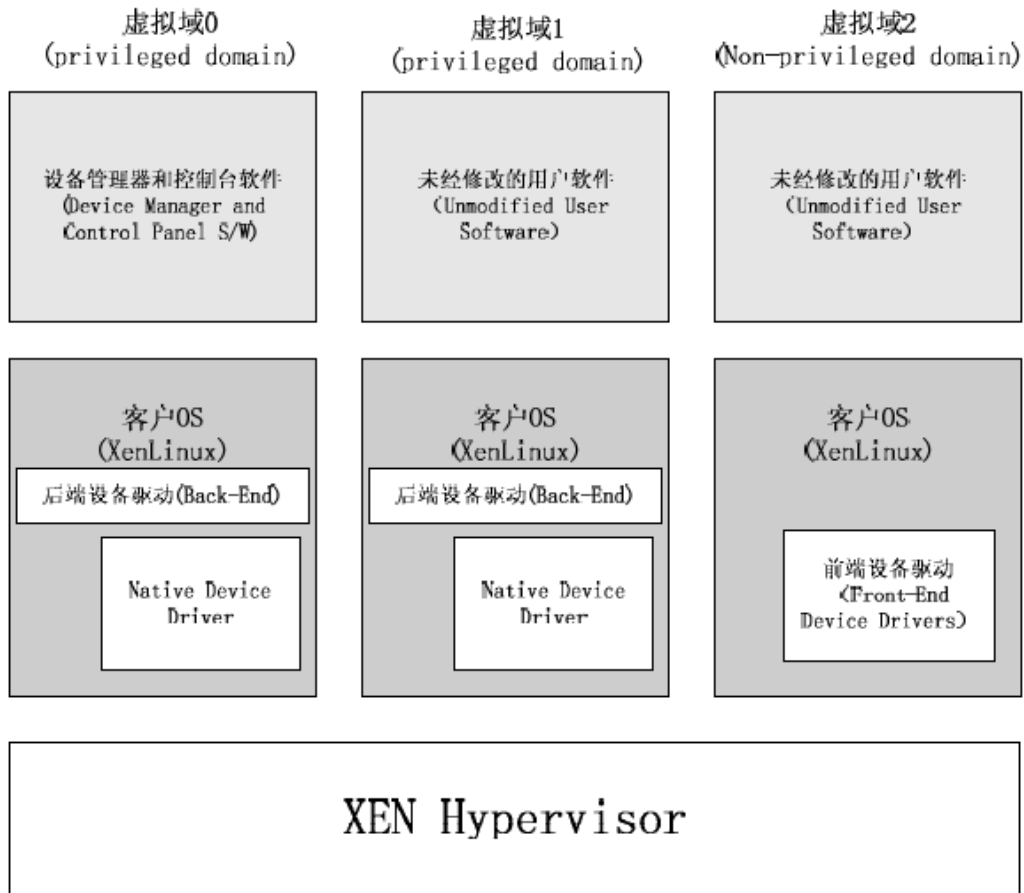 虚拟域0
(privileged domain)
虚拟域1
(privileged domain)
虚拟域2
(Non-privileged domain)
设备管理器和控制台软件
(Device Manager and
Control Panel S/W)
未经修改的用户软件
(Unmodified User
Software)
未经修改的用户软件
(Unmodified User
Software)
客户OS
(XenLinux)
后端设备驱动(Back-End)
Native Device
Driver
客户OS
(XenLinux)
后端设备驱动(Back-End)
Native Device
Driver
客户OS
(XenLinux)
前端设备驱动
(Front-End
Device Drivers)
XEN Hypervisor